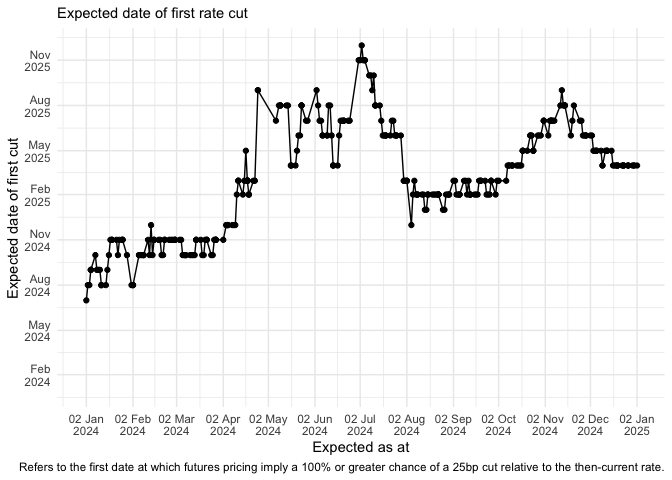 Expected date of first rate cut
Expected date of first cut
Nov
2025
Aug
2025
May
2025
Feb
2025
Nov
2024
Aug
2024
May
2024
Feb
2024
02 Jan 02 Feb 02 Mar 02 Apr 02 May 02 Jun 02 Jul 02 Aug 02 Sep 02 Oct 02 Nov 02 Dec 02 Jan
2024 2024 2024 2024 2024 2024 2024 2024 2024 2024 2024 2024 2025
Expected as at
Refers to the first date at which futures pricing imply a 100% or greater chance of a 25bp cut relative to the then-current rate.